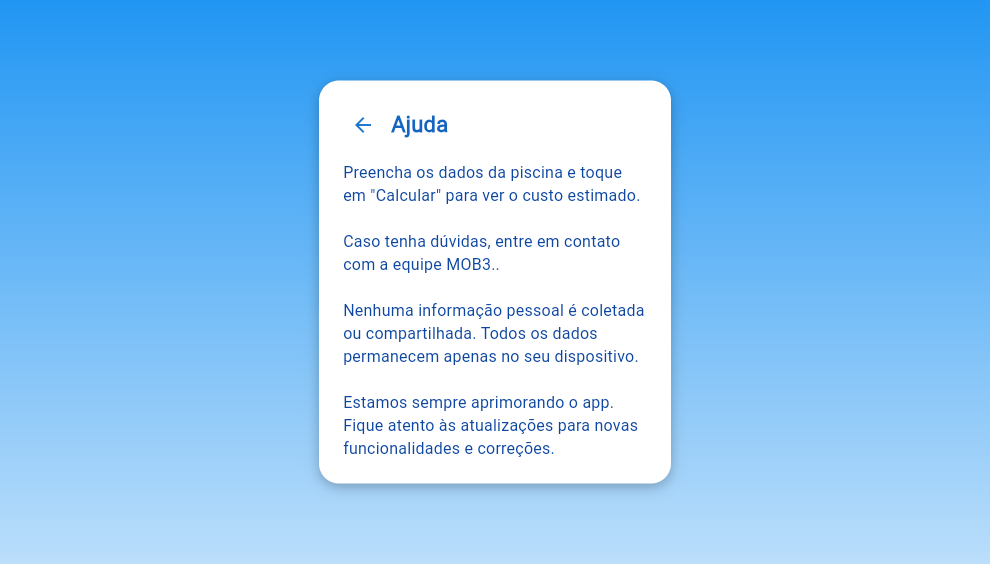 Ajuda
Preencha os dados da piscina e toque
em "Calcular" para ver o custo estimado.
Caso tenha dúvidas, entre em contato
com a equipe MOB3..
Nenhuma informação pessoal é coletada
ou compartilhada. Todos os dados
permanecem apenas no seu dispositivo.
Estamos sempre aprimorando o app.
Fique atento às atualizações para novas
funcionalidades e correções.